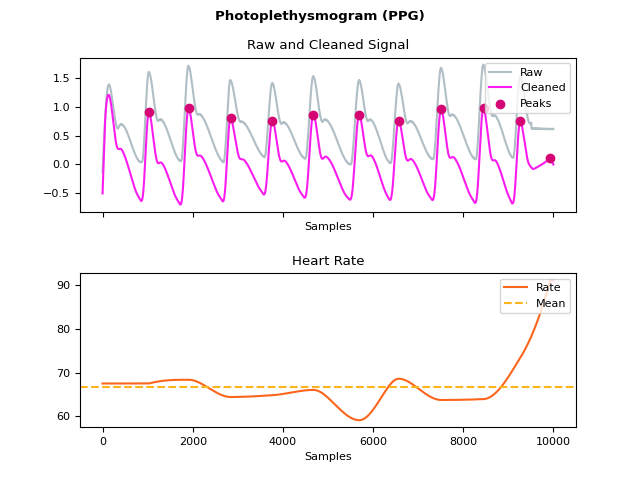 Photoplethysmogram (PPG)
Raw and Cleaned Signal
1.5
1.0
0.5
0.0
−0.5
Raw
Cleaned
Peaks
Samples
Heart Rate
90
80
70
60
Rate
Mean
0
2000
4000
6000
8000
10000
Samples